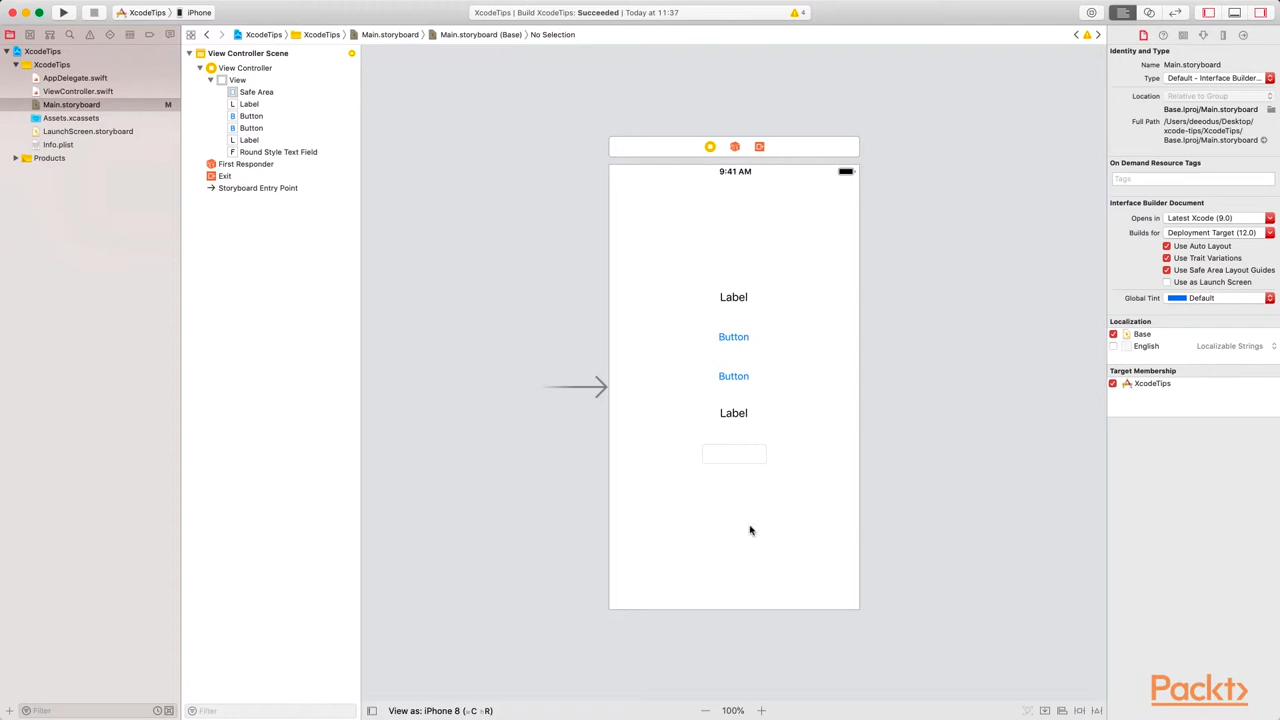 XcodeTips 〉 iPhone
XcodeTips | Build XcodeTips: Succeeded | Today at 11:37
4
XcodeTips 〉 XcodeTips 〉 Main.storyboard 〉 Main.storyboard (Base) 〉 No Selection
XcodeTips
XcodeTips
AppDelegate.swift
ViewController.swift
Main.storyboard M
Assets.xcassets
LaunchScreen.storyboard
Info.plist
Products
Filter
View Controller Scene
View Controller
View
Safe Area
L Label
B Button
B Button
L Label
F Round Style Text Field
First Responder
Exit
Storyboard Entry Point
Filter
9:41 AM
Label
Button
Button
Label
View as: iPhone 8 (wC hR)
100%
Identity and Type
Name Main.storyboard
Type Default - Interface Builder...
Location Relative to Group
Base.lproj/Main.storyboard
Full Path /Users/deeodus/Desktop/
xcode-tips/XcodeTips/
Base.lproj/Main.storyboard
On Demand Resource Tags
Tags
Interface Builder Document
Opens in Latest Xcode (9.0)
Builds for Deployment Target (12.0)
Use Auto Layout
Use Trait Variations
Use Safe Area Layout Guides
Use as Launch Screen
Global Tint Default
Localization
Base
English Localizable Strings
Target Membership
XcodeTips
Packt>